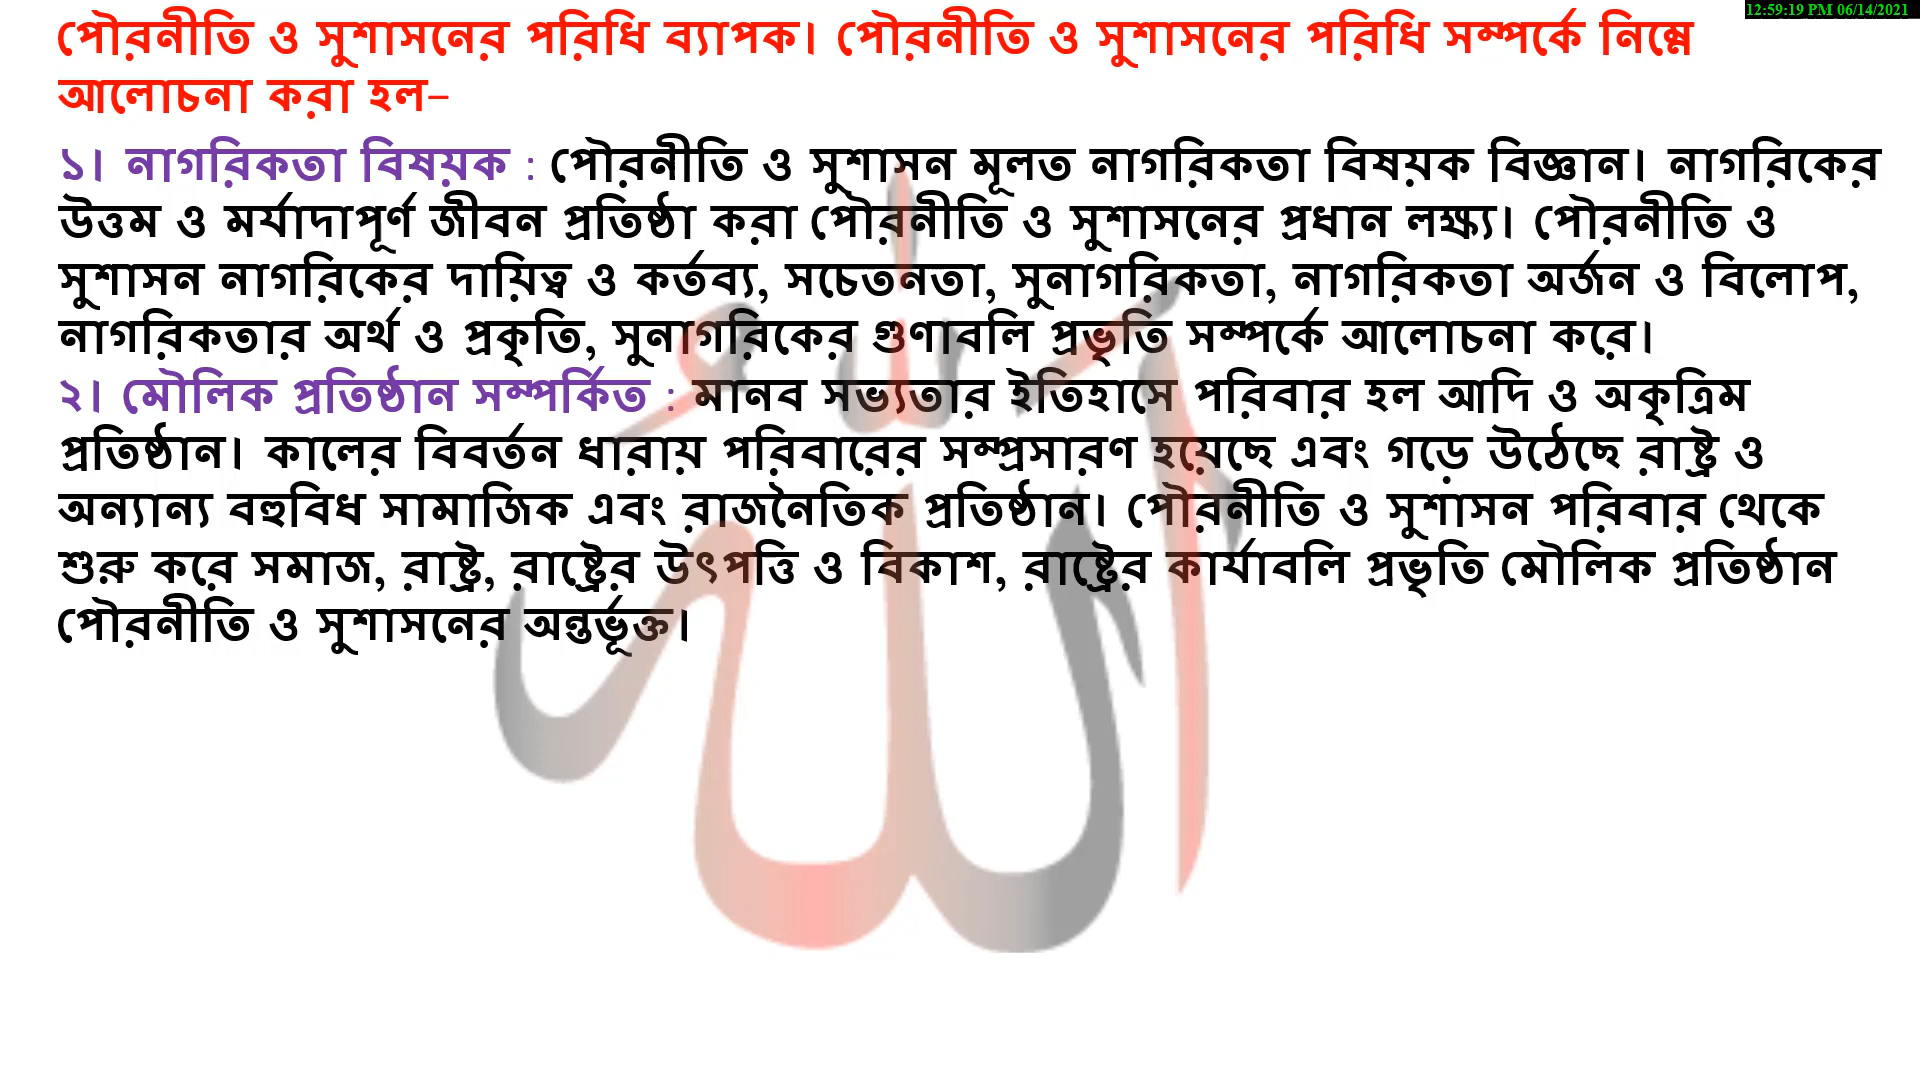 12:59:19 PM 06/14/2021
পৌরনীতি ও সুশাসনের পরিধি ব্যাপক। পৌরনীতি ও সুশাসনের পরিধি সম্পর্কে নিম্নে
আলোচনা করা হল–
১। নাগরিকতা বিষয়ক : পৌরনীতি ও সুশাসন মূলত নাগরিকতা বিষয়ক বিজ্ঞান। নাগরিকের
উত্তম ও মর্যাদাপূর্ণ জীবন প্রতিষ্ঠা করা পৌরনীতি ও সুশাসনের প্রধান লক্ষ্য। পৌরনীতি ও
সুশাসন নাগরিকের দায়িত্ব ও কর্তব্য, সচেতনতা, সুনাগরিকতা, নাগরিকতা অর্জন ও বিলোপ,
নাগরিকতার অর্থ ও প্রকৃতি, সুনাগরিকের গুণাবলি প্রভৃতি সম্পর্কে আলোচনা করে।
২। মৌলিক প্রতিষ্ঠান সম্পর্কিত : মানব সভ্যতার ইতিহাসে পরিবার হল আদি ও অকৃত্রিম
প্রতিষ্ঠান। কালের বিবর্তন ধারায় পরিবারের সম্প্রসারণ হয়েছে এবং গড়ে উঠেছে রাষ্ট্র ও
অন্যান্য বহুবিধ সামাজিক এবং রাজনৈতিক প্রতিষ্ঠান। পৌরনীতি ও সুশাসন পরিবার থেকে
শুরু করে সমাজ, রাষ্ট্র, রাষ্ট্রের উৎপত্তি ও বিকাশ, রাষ্ট্রের কার্যাবলি প্রভৃতি মৌলিক প্রতিষ্ঠান
পৌরনীতি ও সুশাসনের অন্তর্ভূক্ত।
الله